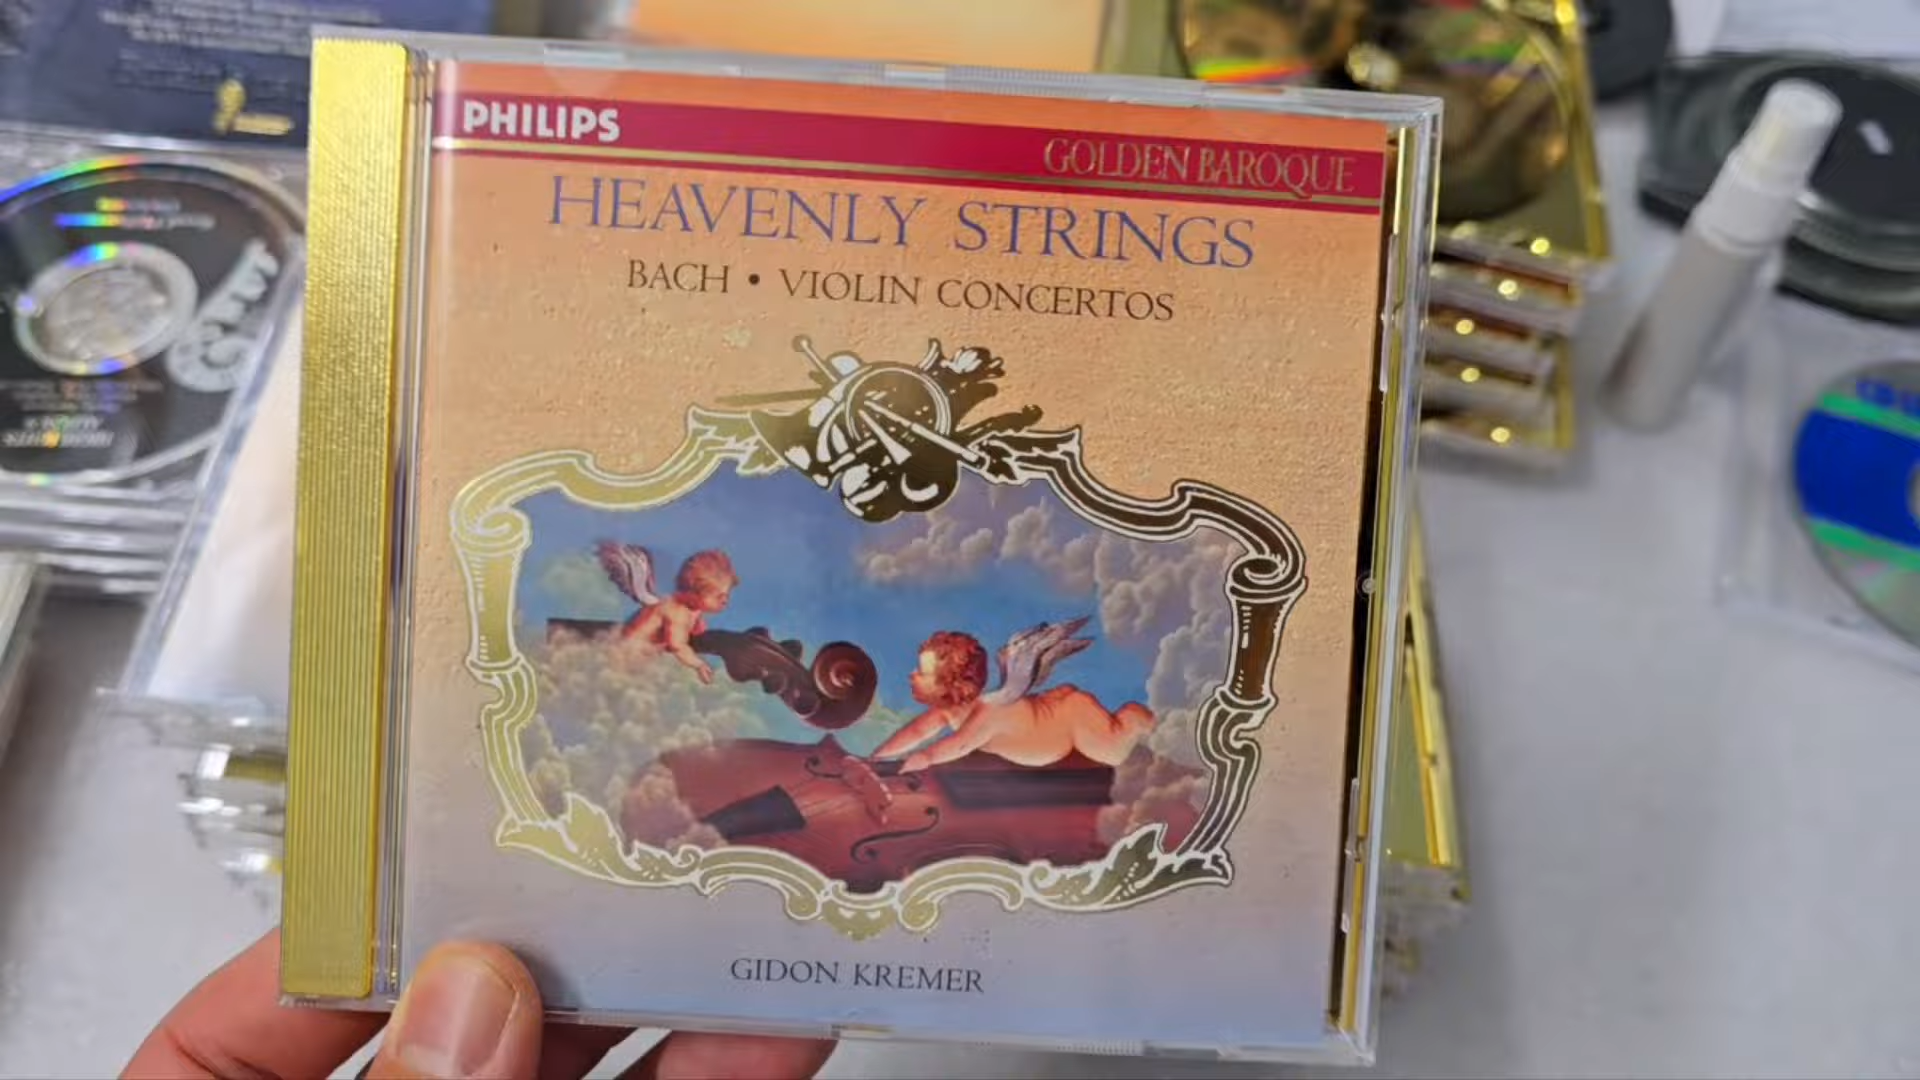 PHILIPS
GOLDEN BAROQUE
HEAVENLY STRINGS
BACH • VIOLIN CONCERTOS
GIDON KREMER